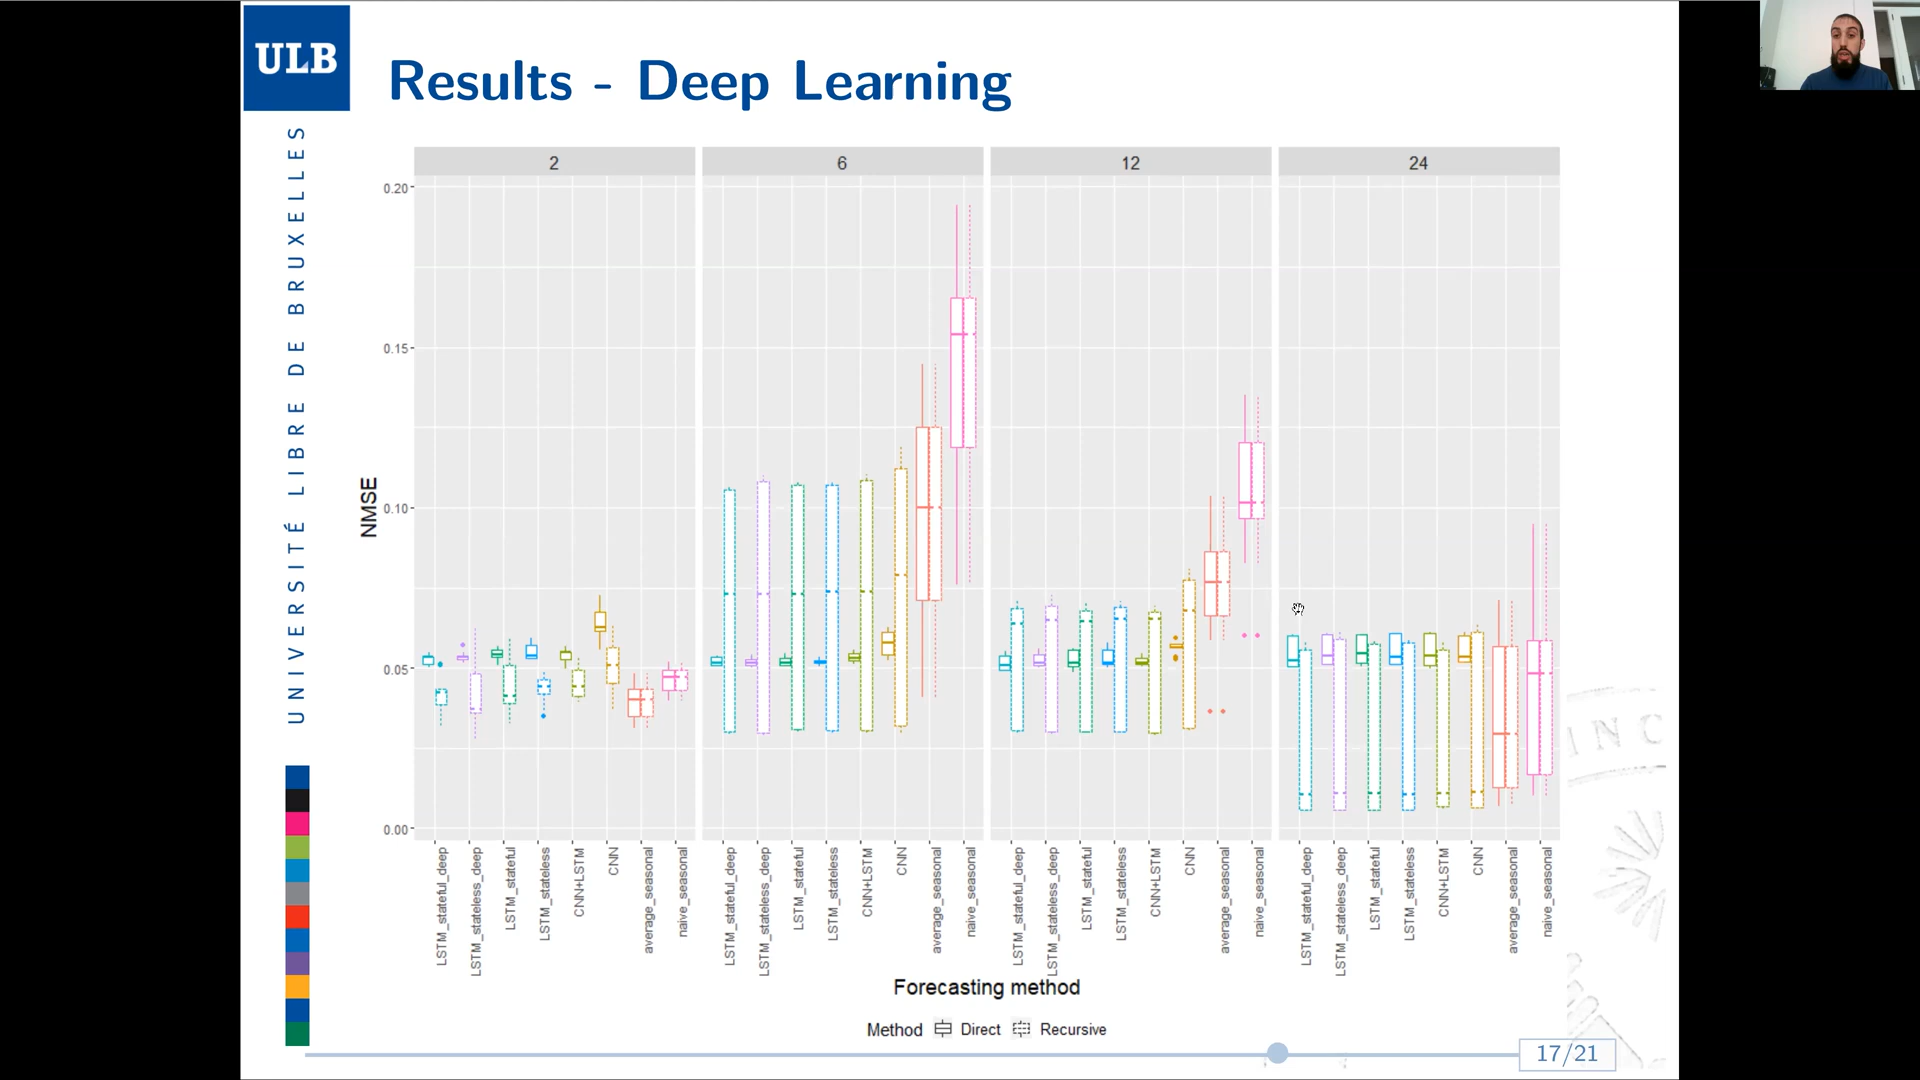 ULB
Results - Deep Learning
UNIVERSITÉ LIBRE DE BRUXELLES
2
6
12
24
NMSE
0.20
0.15
0.10
0.05
0.00
LSTM_stateful_deep
LSTM_stateless_deep
LSTM_stateful
LSTM_stateless
CNN+LSTM
CNN
average_seasonal
naive_seasonal
LSTM_stateful_deep
LSTM_stateless_deep
LSTM_stateful
LSTM_stateless
CNN+LSTM
CNN
average_seasonal
naive_seasonal
LSTM_stateful_deep
LSTM_stateless_deep
LSTM_stateful
LSTM_stateless
CNN+LSTM
CNN
average_seasonal
naive_seasonal
LSTM_stateful_deep
LSTM_stateless_deep
LSTM_stateful
LSTM_stateless
CNN+LSTM
CNN
average_seasonal
naive_seasonal
Forecasting method
Method Direct Recursive
17/21